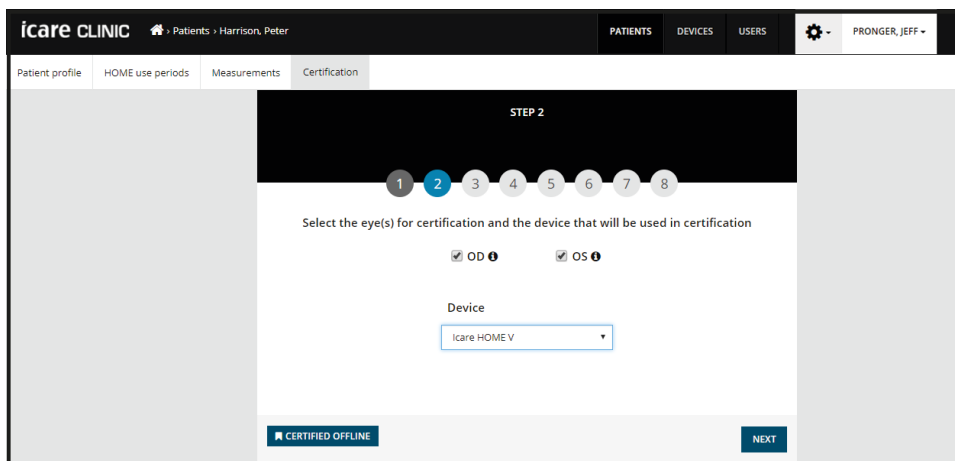 icare CLINIC > Patients > Harrison, Peter PATIENTS DEVICES USERS PRONGER, JEFF
Patient profile HOME use periods Measurements Certification
STEP 2
1 2 3 4 5 6 7 8
Select the eye(s) for certification and the device that will be used in certification
OD OS
Device
Icare HOME V
CERTIFIED OFFLINE NEXT